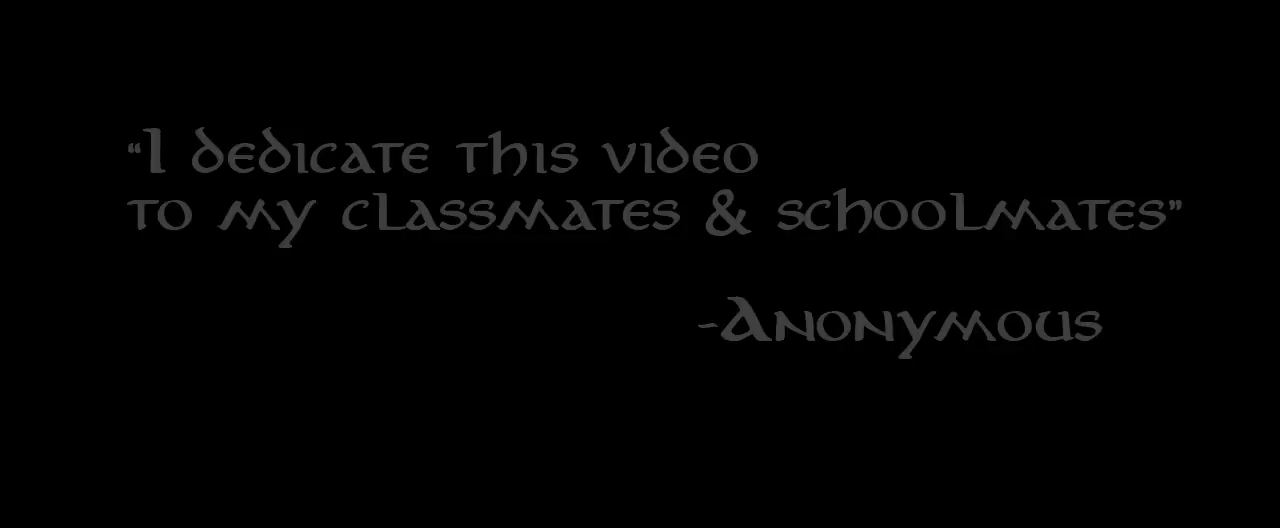 “I dedicate this video
to my classmates & schoolmates”
-Anonymous